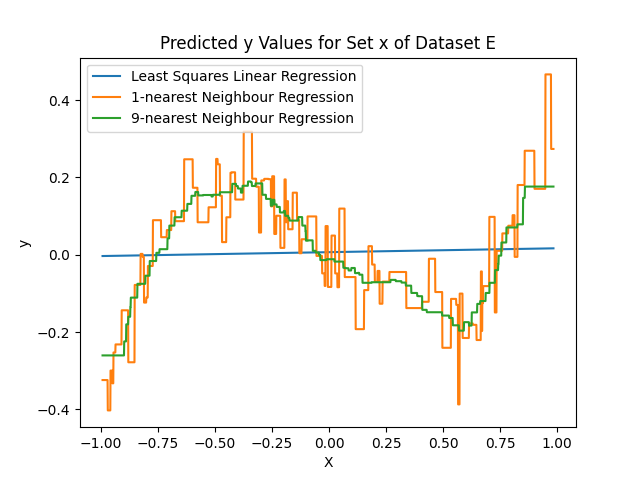 Predicted y Values for Set x of Dataset E
Least Squares Linear Regression
1-nearest Neighbour Regression
9-nearest Neighbour Regression
0.4
0.2
0.0
−0.2
−0.4
y
−1.00 −0.75 −0.50 −0.25 0.00 0.25 0.50 0.75 1.00
X